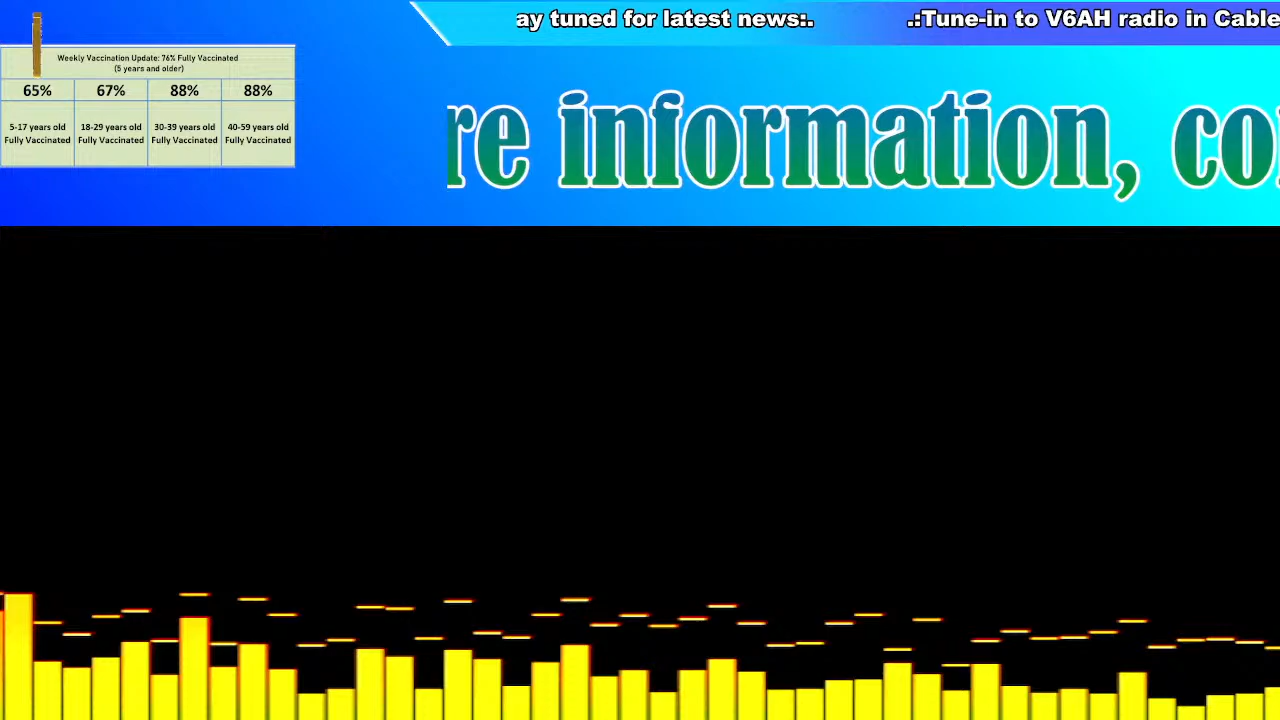 ay tuned for latest news:. .:Tune-in to V6AH radio in Cable
Weekly Vaccination Update: 76% Fully Vaccinated
(5 years and older)
65% 67% 88% 88%
5-17 years old 18-29 years old 30-39 years old 40-59 years old
Fully Vaccinated Fully Vaccinated Fully Vaccinated Fully Vaccinated
re information, co